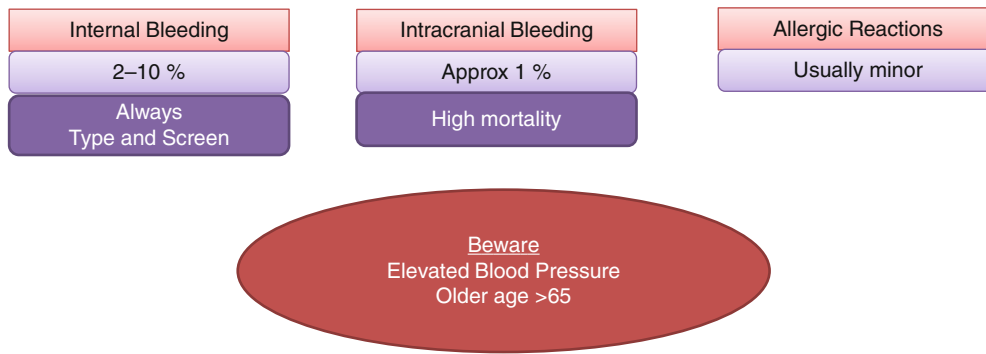 Internal Bleeding
2–10 %
Always
Type and Screen
Intracranial Bleeding
Approx 1 %
High mortality
Allergic Reactions
Usually minor
Beware
Elevated Blood Pressure
Older age >65